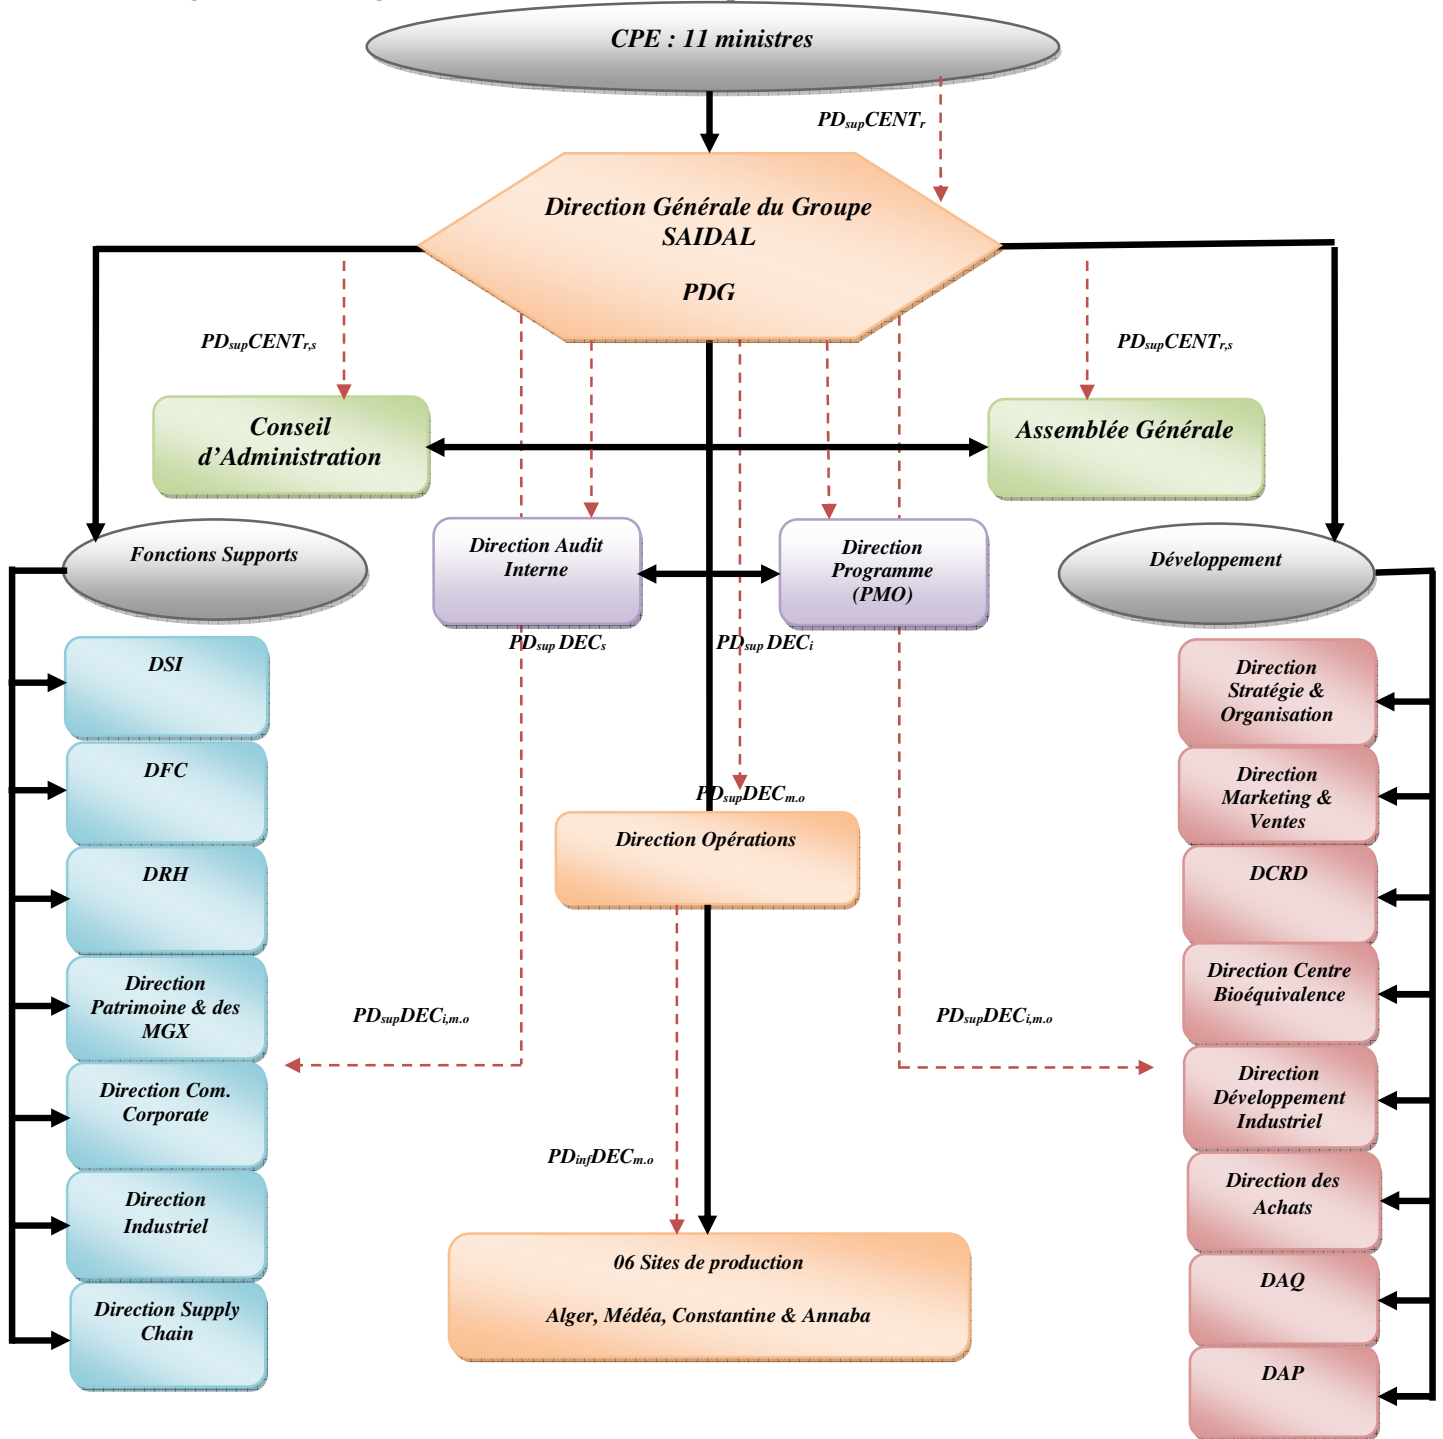 CPE : 11 ministres
PDsupCENTr
Direction Générale du Groupe
SAIDAL
PDG
PDsupCENTr,s
PDsupCENTr,s
Conseil
d’Administration
Assemblée Générale
Fonctions Supports
Direction Audit
Interne
Direction
Programme
(PMO)
Développement
PDsup DECs
PDsup DECi
DSI
DFC
DRH
Direction
Patrimoine & des
MGX
Direction Com.
Corporate
Direction
Industriel
Direction Supply
Chain
PDsupDECm.o
Direction Opérations
PDsupDECi,m.o
PDsupDECi,m.o
PDinfDECm.o
06 Sites de production
Alger, Médéa, Constantine & Annaba
Direction
Stratégie &
Organisation
Direction
Marketing &
Ventes
DCRD
Direction Centre
Bioéquivalence
Direction
Développement
Industriel
Direction des
Achats
DAQ
DAP